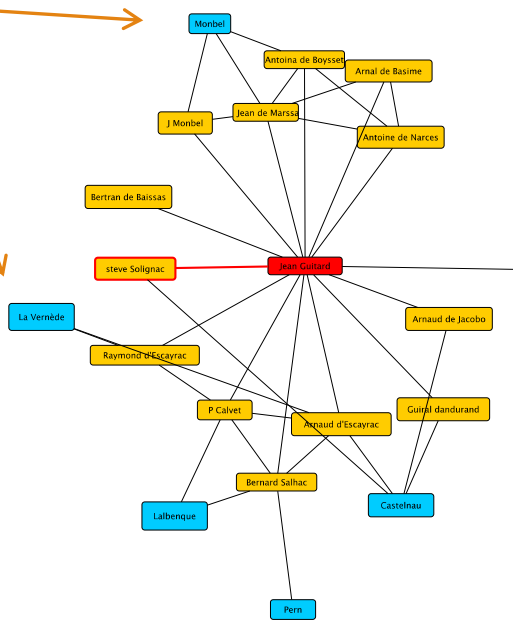 Monbel
Antoina de Boysset
Arnal de Basime
J Monbel
Jean de Marssa
Antoine de Narces
Bertran de Baissas
steve Solignac
Jean Guitard
La Vernède
Arnaud de Jacobo
Raymond d'Escayrac
P Calvet
Arnaud d'Escayrac
Guiral dandurand
Bernard Salhac
Lalbenque
Castelnau
Pern